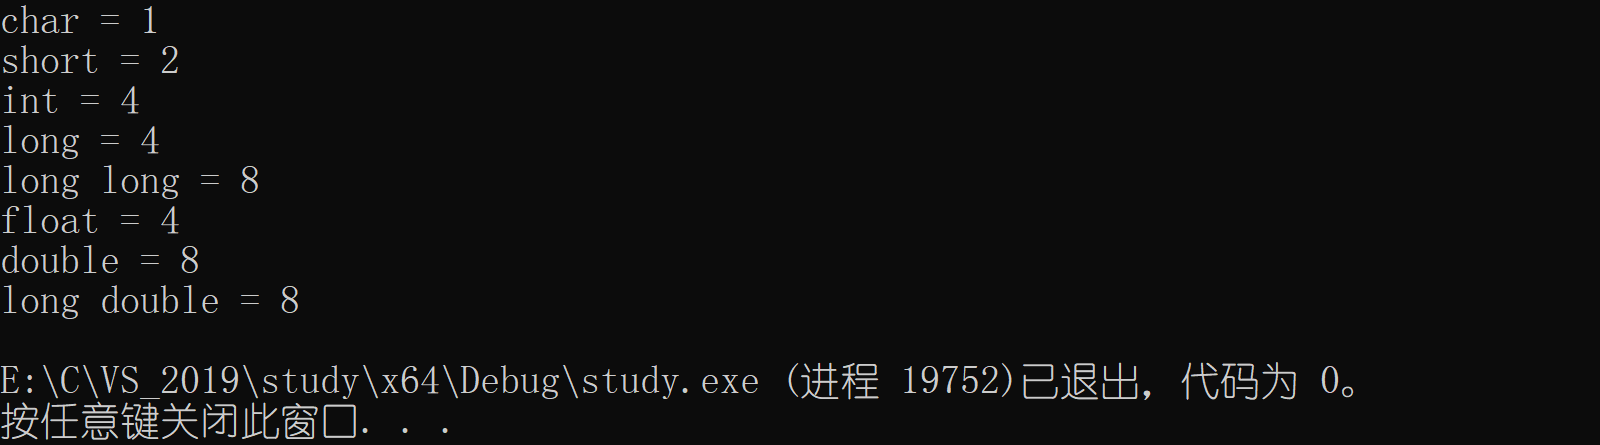 char = 1
short = 2
int = 4
long = 4
long long = 8
float = 4
double = 8
long double = 8
E:\C\VS_2019\study\x64\Debug\study.exe (进程 19752)已退出，代码为 0。
按任意键关闭此窗口. . .